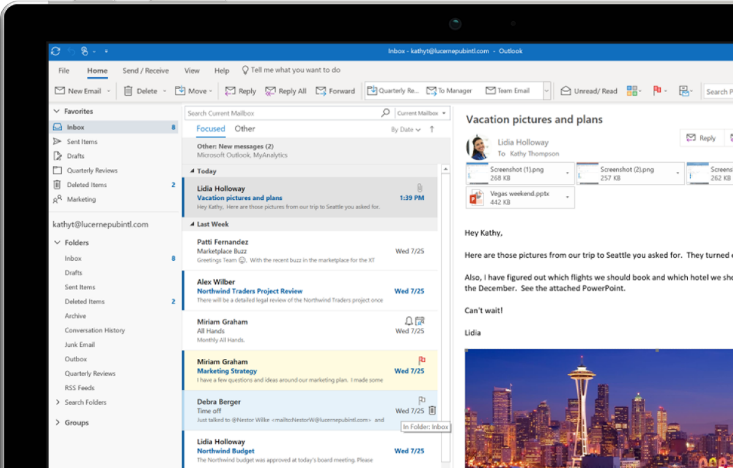 Inbox - kathyt@lucernepubintl.com - Outlook
File Home Send / Receive View Help Tell me what you want to do
New Email Delete Move Reply Reply All Forward Quarterly Re... To Manager Team Email Unread/ Read Search P
Favorites
Inbox 8
Sent Items
Drafts
Quarterly Reviews
Deleted Items 2
Marketing
kathyt@lucernepubintl.com
Folders
Inbox 8
Drafts
Sent Items
Deleted Items 2
Archive
Conversation History
Junk Email
Outbox
Quarterly Reviews
RSS Feeds
Search Folders
Groups
Search Current Mailbox Current Mailbox
Focused Other By Date
Other: New messages (2)
Microsoft Outlook, MyAnalytics
Today
Lidia Holloway
Vacation pictures and plans 1:39 PM
Hey Kathy, Here are those pictures from our trip to Seattle you asked for.
Last Week
Patti Fernandez
Marketplace Buzz Wed 7/25
Greetings Team With the recent buzz in the marketplace for the XT
Alex Wilber
Northwind Traders Project Review Wed 7/25
There will be a detailed legal review of the Northwind Traders project once
Miriam Graham
All Hands Wed 7/25
Monthly All Hands.
Miriam Graham
Marketing Strategy Wed 7/25
I have a few questions and ideas around our marketing plan. I made some
Debra Berger
Time off Wed 7/25
Just talked to @Nestor Wilke <mailto:NestorW@lucernepubintl.com> and
In Folder: Inbox
Lidia Holloway
Northwind Budget Wed 7/25
The Northwind budget was approved at today's board meeting. Please
Vacation pictures and plans
Lidia Holloway Reply
To Kathy Thompson
Screenshot (1).png
268 KB
Screenshot (2).png
257 KB
Screens
262 KB
Vegas weekend.pptx
442 KB
Hey Kathy,
Here are those pictures from our trip to Seattle you asked for. They turned
Also, I have figured out which flights we should book and which hotel we sho
the December. See the attached PowerPoint.
Can't wait!
Lidia